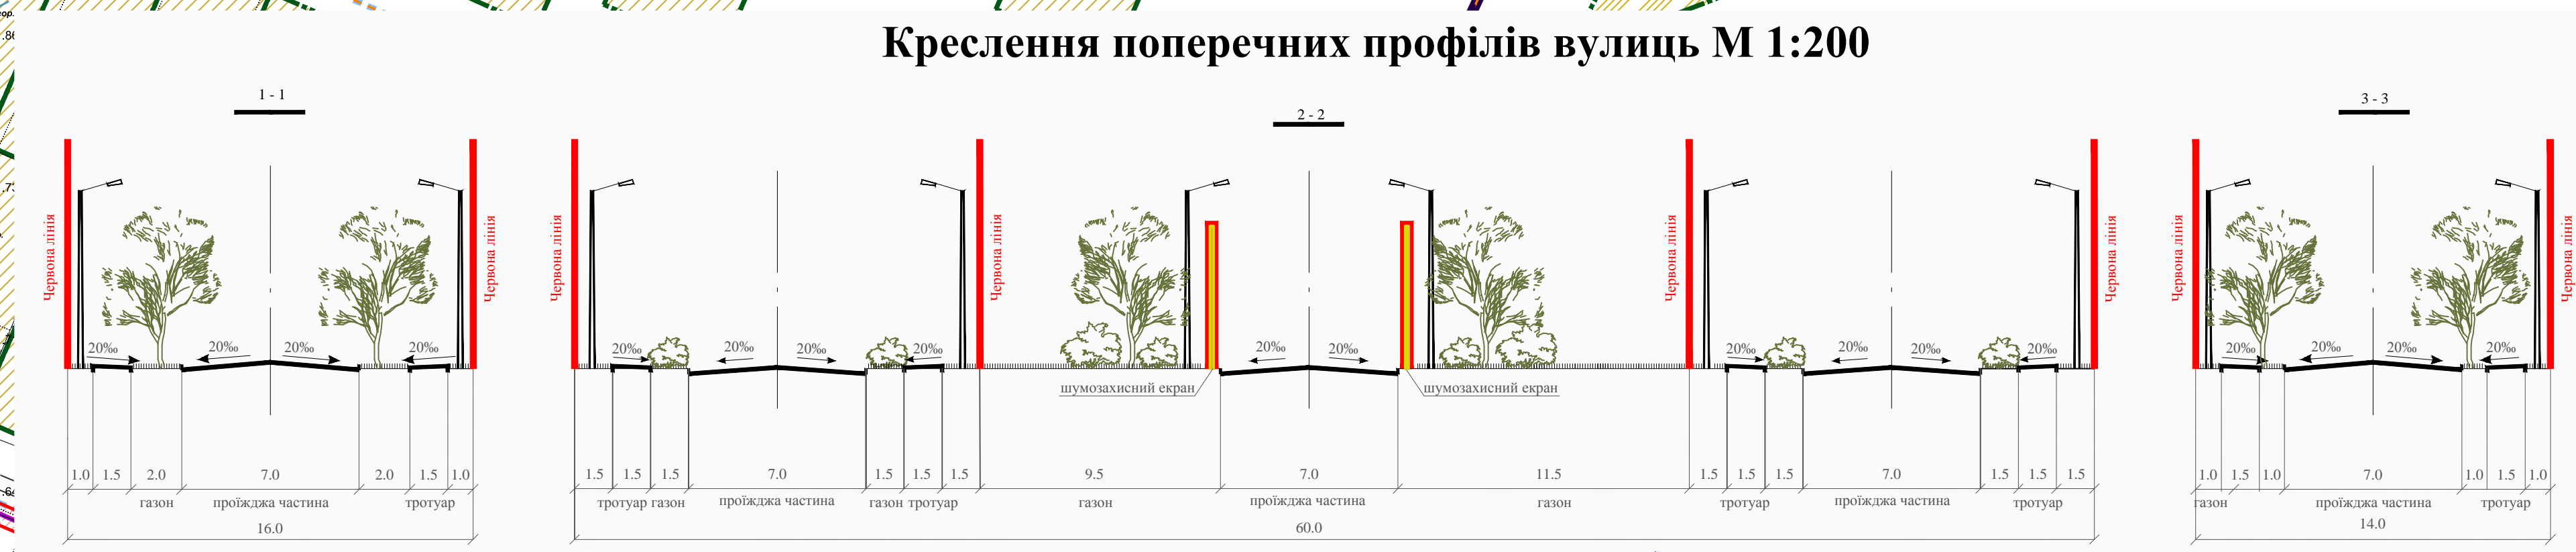 Креслення поперечних профілів вулиць М 1:200
1 - 1
2 - 2
3 - 3
Червона лінія
Червона лінія
Червона лінія
Червона лінія
Червона лінія
Червона лінія
Червона лінія
Червона лінія
20‰ 20‰ 20‰ 20‰
20‰ 20‰ 20‰ 20‰
20‰ 20‰
20‰ 20‰ 20‰ 20‰
20‰ 20‰ 20‰ 20‰
шумозахисний екран
шумозахисний екран
1.0 1.5 2.0 7.0 2.0 1.5 1.0
газон проїжджа частина тротуар
16.0
1.5 1.5 1.5 7.0 1.5 1.5 1.5 9.5 7.0 11.5 1.5 1.5 1.5 7.0 1.5 1.5 1.5
тротуар газон проїжджа частина газон тротуар газон проїжджа частина газон тротуар проїжджа частина тротуар
60.0
1.0 1.5 1.0 7.0 1.0 1.5 1.0
газон проїжджа частина тротуар
14.0